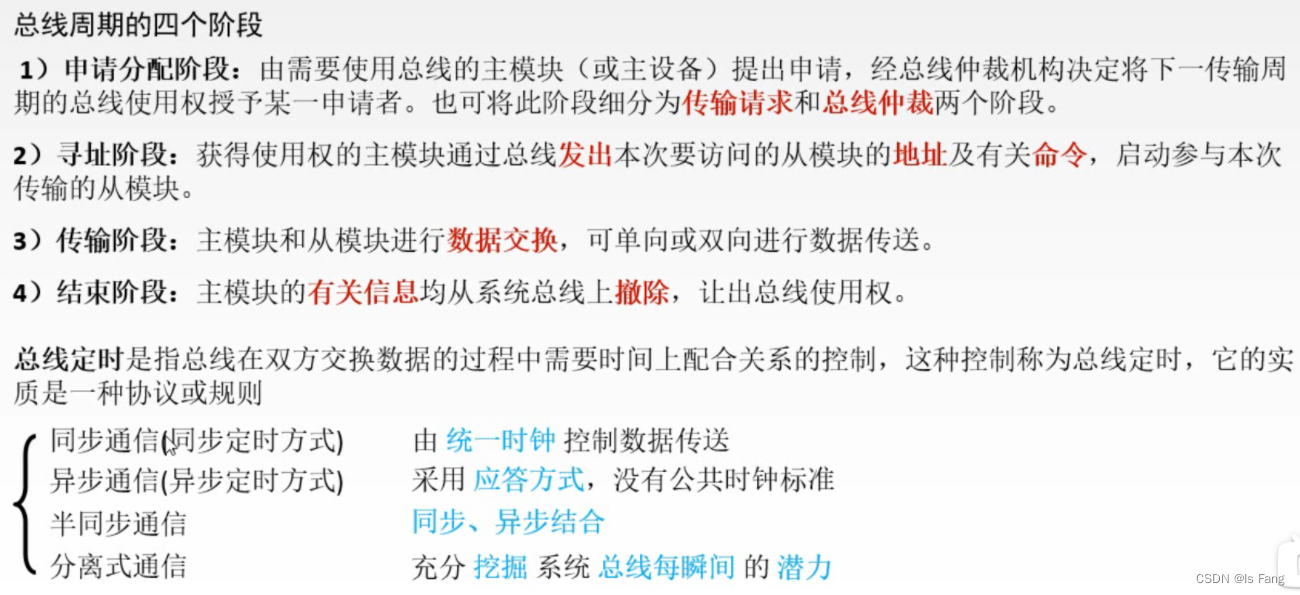 总线周期的四个阶段
1）申请分配阶段：由需要使用总线的主模块（或主设备）提出申请，经总线仲裁机构决定将下一传输周
期的总线使用权授予某一申请者。也可将此阶段细分为传输请求和总线仲裁两个阶段。
2）寻址阶段：获得使用权的主模块通过总线发出本次要访问的从模块的地址及有关命令，启动参与本次
传输的从模块。
3）传输阶段：主模块和从模块进行数据交换，可单向或双向进行数据传送。
4）结束阶段：主模块的有关信息均从系统总线上撤除，让出总线使用权。
总线定时是指总线在双方交换数据的过程中需要时间上配合关系的控制，这种控制称为总线定时，它的实
质是一种协议或规则
同步通信(同步定时方式) 由 统一时钟 控制数据传送
异步通信(异步定时方式) 采用 应答方式，没有公共时钟标准
半同步通信 同步、异步结合
分离式通信 充分 挖掘 系统 总线每瞬间 的 潜力
CSDN @Is Fang